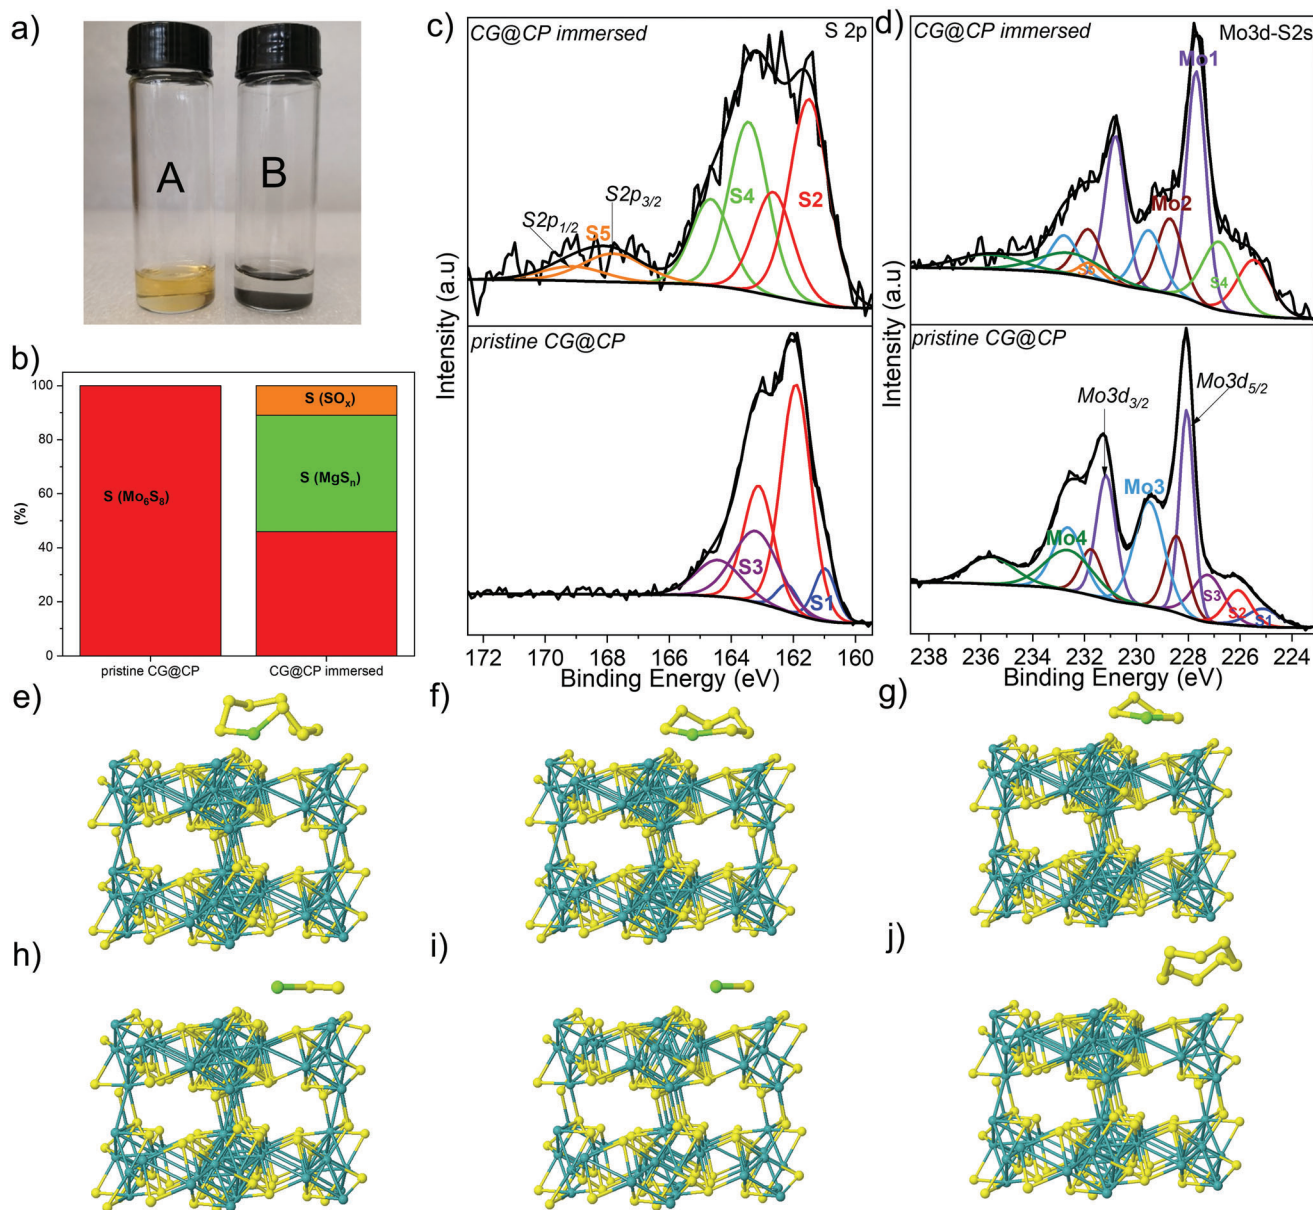 a)
A
B
b)
(%)
100
80
60
40
20
0
S (SOx)
S (MgSn)
S (Mo6S8)
pristine CG@CP
CG@CP immersed
c)
CG@CP immersed
S 2p
S2p1/2
S5
S2p3/2
S4
S2
pristine CG@CP
S3
S1
Intensity (a.u)
172 170 168 166 164 162 160
Binding Energy (eV)
d)
CG@CP immersed
Mo3d-S2s
Mo1
Mo2
S5
S4
pristine CG@CP
Mo3d3/2
Mo3d5/2
Mo3
Mo4
S3
S2
S1
Intensity (a.u)
238 236 234 232 230 228 226 224
Binding Energy (eV)
e)
f)
g)
h)
i)
j)